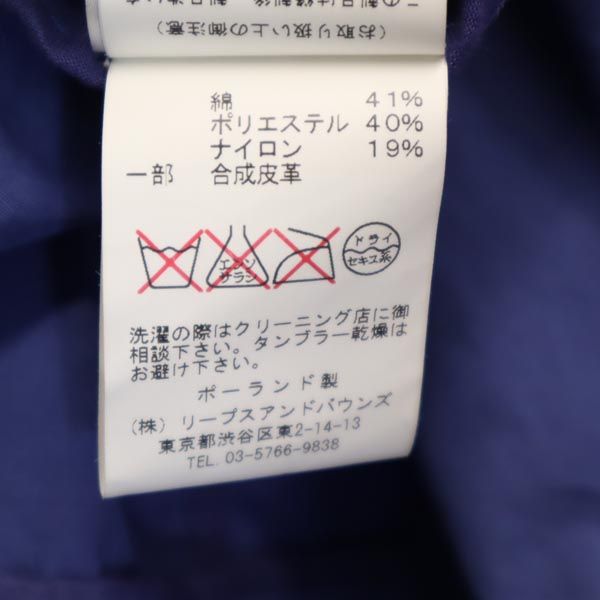 (お取り扱い上の御注意)
綿 41%
ポリエステル 40%
ナイロン 19%
一部 合成皮革
エンソ サラシ ドライ セキユ系
洗濯の際はクリーニング店に御
相談下さい。タンブラー乾燥は
お避け下さい。
ポーランド製
(株) リープスアンドバウンズ
東京都渋谷区東2-14-13
TEL. 03-5766-9838